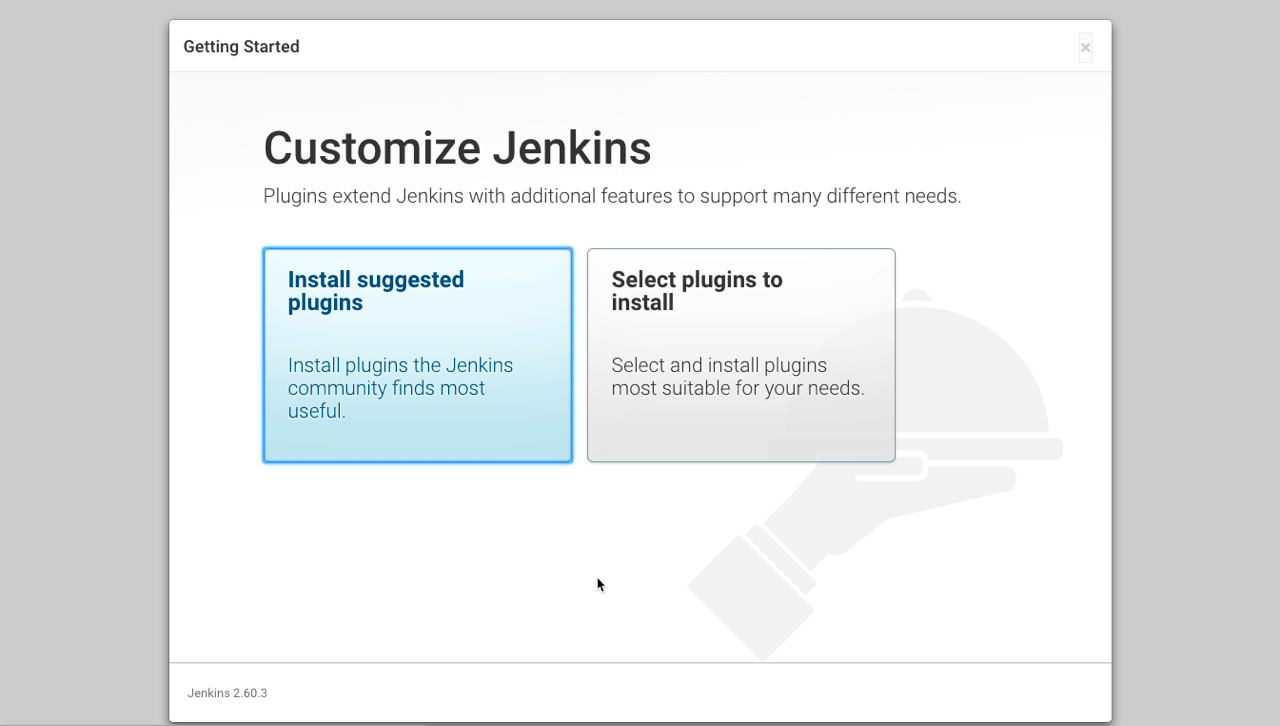 Getting Started
×
Customize Jenkins
Plugins extend Jenkins with additional features to support many different needs.
Install suggested
plugins
Install plugins the Jenkins
community finds most
useful.
Select plugins to
install
Select and install plugins
most suitable for your needs.
Jenkins 2.60.3